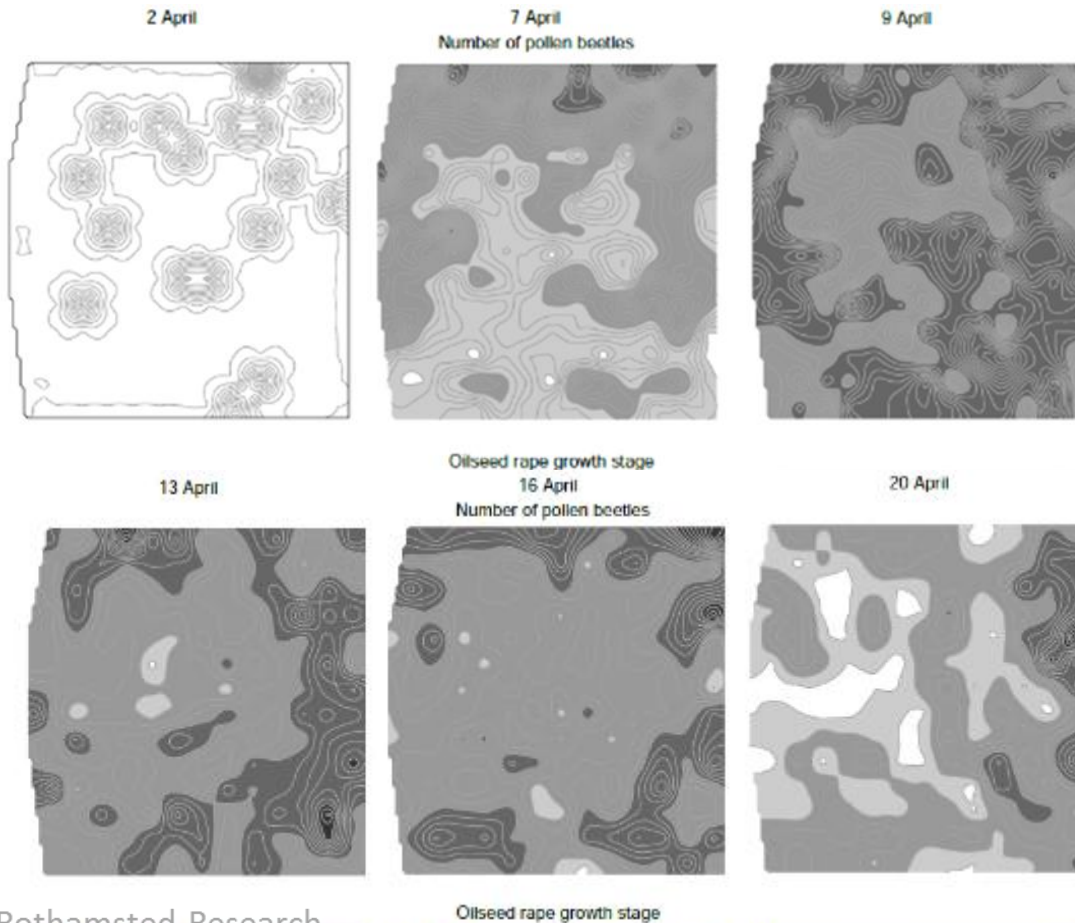 2 April
7 April
9 April
Number of pollen beetles
Oilseed rape growth stage
13 April
16 April
20 April
Number of pollen beetles
Rothamsted Research
Oilseed rape growth stage